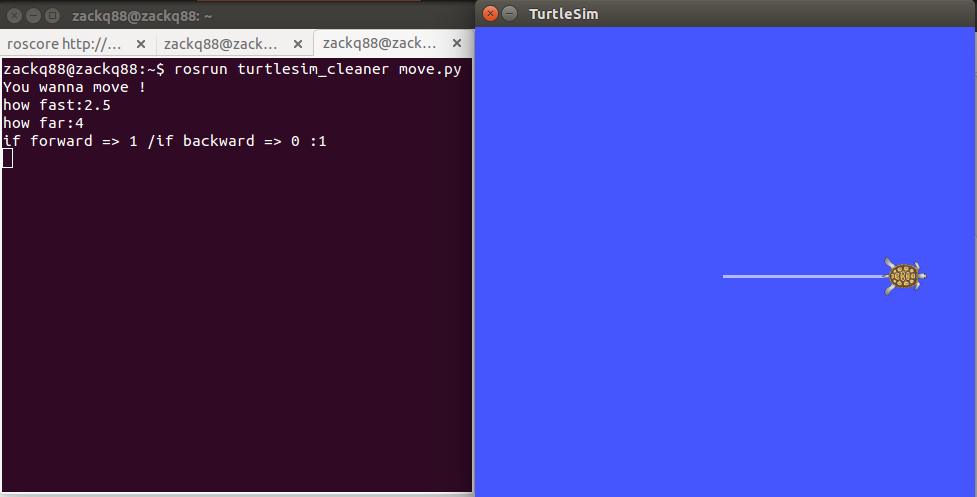 zackq88@zackq88: ~
roscore http://...
zackq88@zack...
zackq88@zack...
zackq88@zackq88:~$ rosrun turtlesim_cleaner move.py
You wanna move !
how fast:2.5
how far:4
if forward => 1 /if backward => 0 :1
TurtleSim